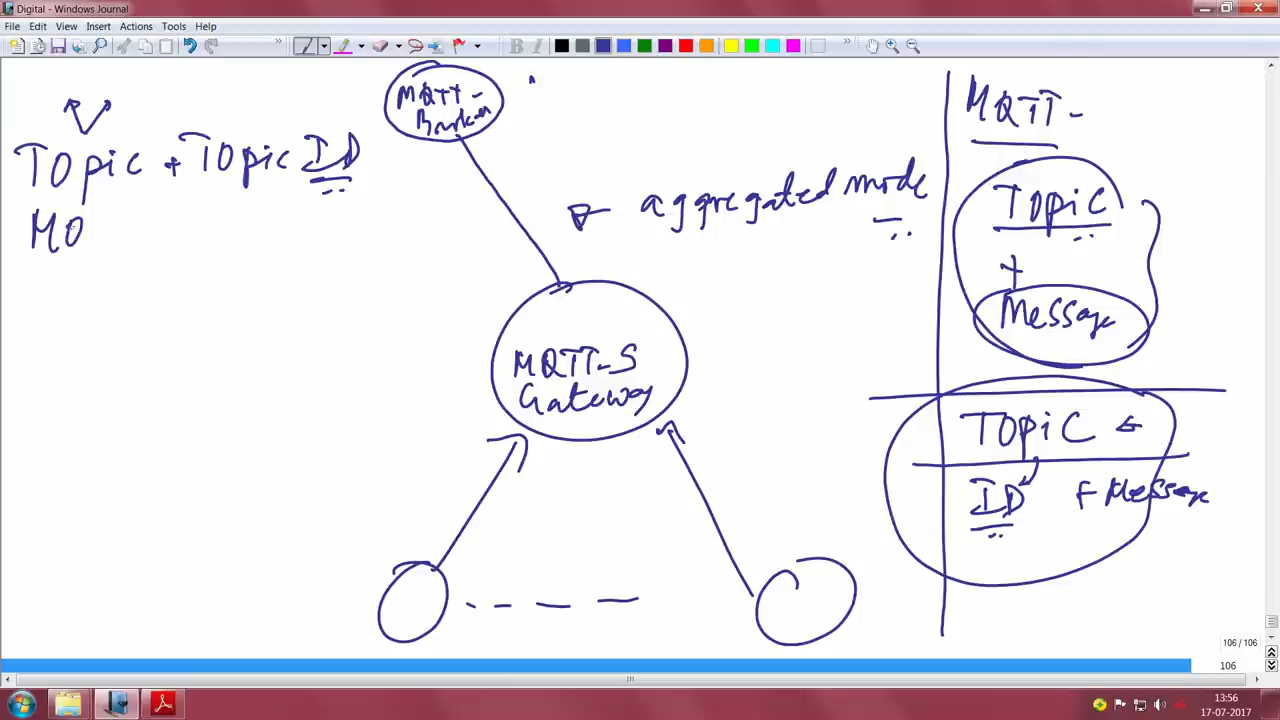 Digital - Windows Journal
File Edit View Insert Actions Tools Help
B I
MQTT-
Broker
Topic + Topic ID
MO
aggregated mode
MQTT-
Topic
+
Message
MQTT-S
Gateway
TOPiC
ID + Message
106 / 106
106
13:56
17-07-2017